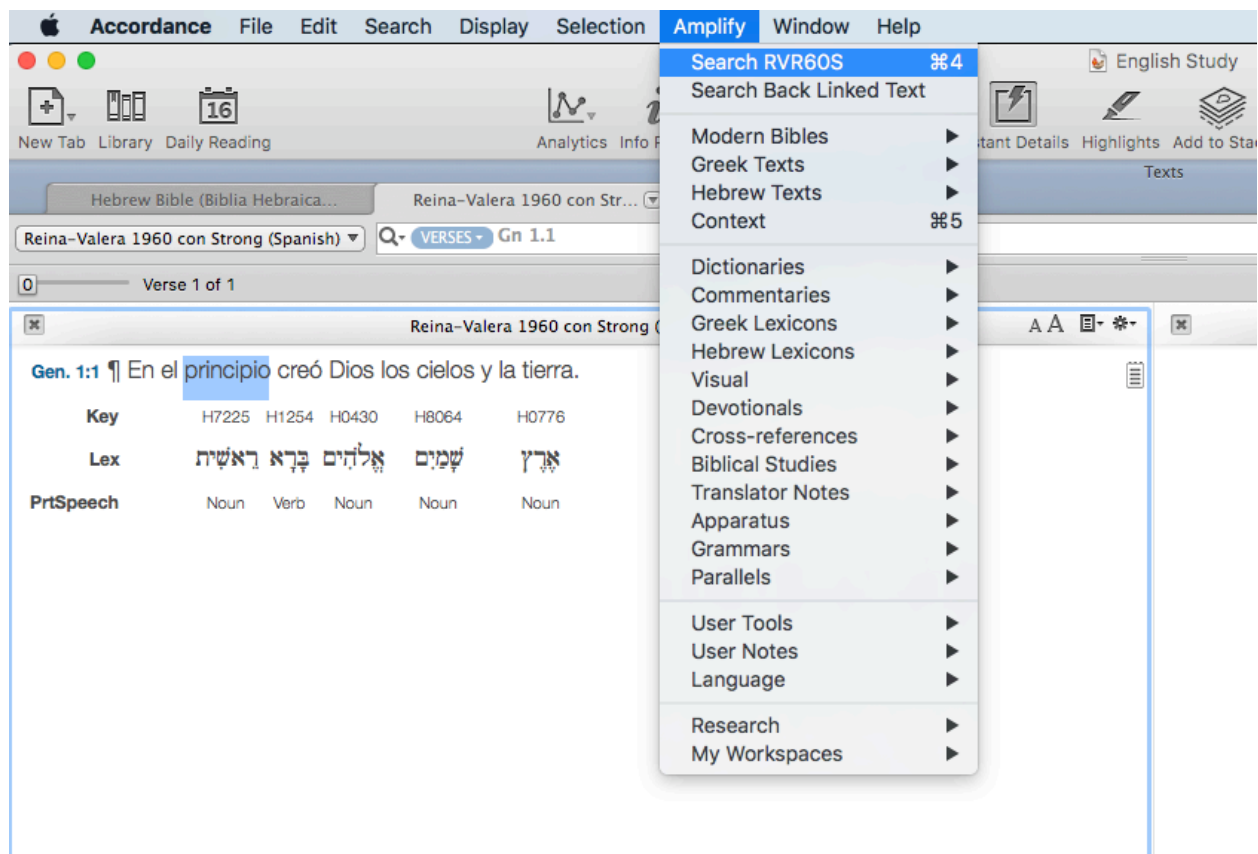 Accordance File Edit Search Display Selection Amplify Window Help
English Study
New Tab Library Daily Reading Analytics Info Highlights Add to
16
Texts
Hebrew Bible (Biblia Hebraica... Reina-Valera 1960 con Str...
Reina-Valera 1960 con Strong (Spanish) VERSES Gn 1.1
0 Verse 1 of 1
Reina-Valera 1960 con Strong ( A A
Gen. 1:1 ¶ En el principio creó Dios los cielos y la tierra.
Key H7225 H1254 H0430 H8064 H0776
Lex רֵאשִׁית בָּרָא אֱלֹהִים שָׁמַיִם אֶרֶץ
PrtSpeech Noun Verb Noun Noun Noun
Search RVR60S ⌘4
Search Back Linked Text
Modern Bibles
Greek Texts
Hebrew Texts
Context ⌘5
Dictionaries
Commentaries
Greek Lexicons
Hebrew Lexicons
Visual
Devotionals
Cross-references
Biblical Studies
Translator Notes
Apparatus
Grammars
Parallels
User Tools
User Notes
Language
Research
My Workspaces